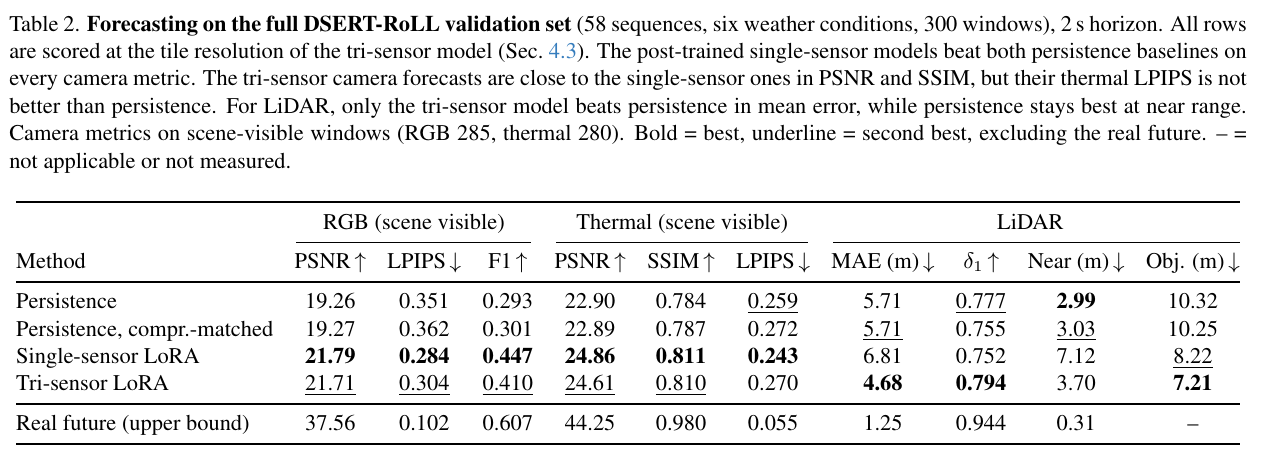 Table 2. Forecasting on the full DSERT-RoLL validation set (58 sequences, six weather conditions, 300 windows), 2 s horizon. All rows
are scored at the tile resolution of the tri-sensor model (Sec. 4.3). The post-trained single-sensor models beat both persistence baselines on
every camera metric. The tri-sensor camera forecasts are close to the single-sensor ones in PSNR and SSIM, but their thermal LPIPS is not
better than persistence. For LiDAR, only the tri-sensor model beats persistence in mean error, while persistence stays best at near range.
Camera metrics on scene-visible windows (RGB 285, thermal 280). Bold = best, underline = second best, excluding the real future. – =
not applicable or not measured.
RGB (scene visible) Thermal (scene visible) LiDAR
Method PSNR ↑ LPIPS ↓ F1 ↑ PSNR ↑ SSIM ↑ LPIPS ↓ MAE (m) ↓ δ1 ↑ Near (m) ↓ Obj. (m) ↓
Persistence 19.26 0.351 0.293 22.90 0.784 0.259 5.71 0.777 2.99 10.32
Persistence, compr.-matched 19.27 0.362 0.301 22.89 0.787 0.272 5.71 0.755 3.03 10.25
Single-sensor LoRA 21.79 0.284 0.447 24.86 0.811 0.243 6.81 0.752 7.12 8.22
Tri-sensor LoRA 21.71 0.304 0.410 24.61 0.810 0.270 4.68 0.794 3.70 7.21
Real future (upper bound) 37.56 0.102 0.607 44.25 0.980 0.055 1.25 0.944 0.31 –